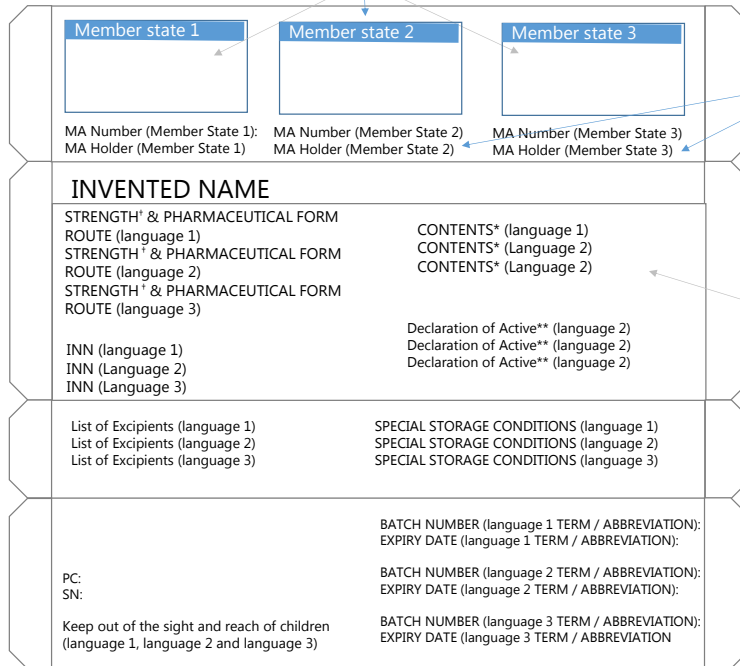 Member state 1
Member state 2
Member state 3
MA Number (Member State 1):
MA Holder (Member State 1)
MA Number (Member State 2)
MA Holder (Member State 2)
MA Number (Member State 3)
MA Holder (Member State 3)
INVENTED NAME
STRENGTH† & PHARMACEUTICAL FORM
ROUTE (language 1)
STRENGTH † & PHARMACEUTICAL FORM
ROUTE (language 2)
STRENGTH † & PHARMACEUTICAL FORM
ROUTE (language 3)
INN (language 1)
INN (Language 2)
INN (Language 3)
CONTENTS* (language 1)
CONTENTS* (Language 2)
CONTENTS* (Language 2)
Declaration of Active** (language 2)
Declaration of Active** (language 2)
Declaration of Active** (language 2)
List of Excipients (language 1)
List of Excipients (language 2)
List of Excipients (language 3)
SPECIAL STORAGE CONDITIONS (language 1)
SPECIAL STORAGE CONDITIONS (language 2)
SPECIAL STORAGE CONDITIONS (language 3)
PC:
SN:
Keep out of the sight and reach of children
(language 1, language 2 and language 3)
BATCH NUMBER (language 1 TERM / ABBREVIATION):
EXPIRY DATE (language 1 TERM / ABBREVIATION):
BATCH NUMBER (language 2 TERM / ABBREVIATION):
EXPIRY DATE (language 2 TERM / ABBREVIATION):
BATCH NUMBER (language 3 TERM / ABBREVIATION):
EXPIRY DATE (language 3 TERM / ABBREVIATION